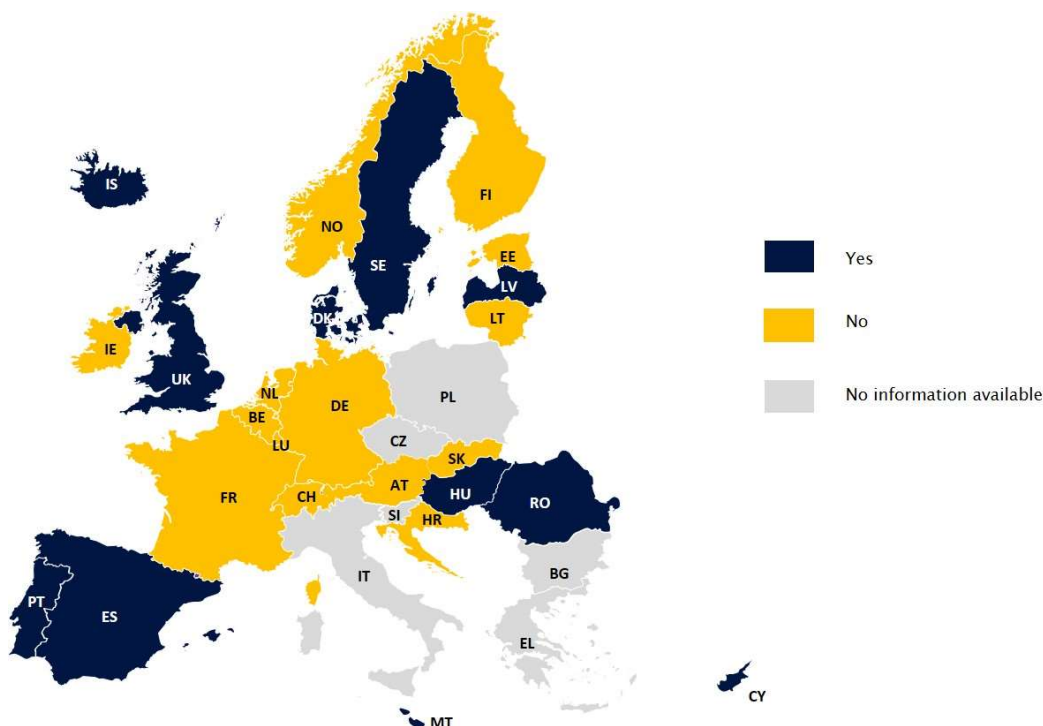 IS
FI
NO
SE
EE
LV
LT
DK
IE
UK
NL
BE
DE
PL
LU
CZ
SK
FR
CH
AT
HU
RO
SI
HR
IT
BG
PT
ES
EL
CY
MT
Yes
No
No information available